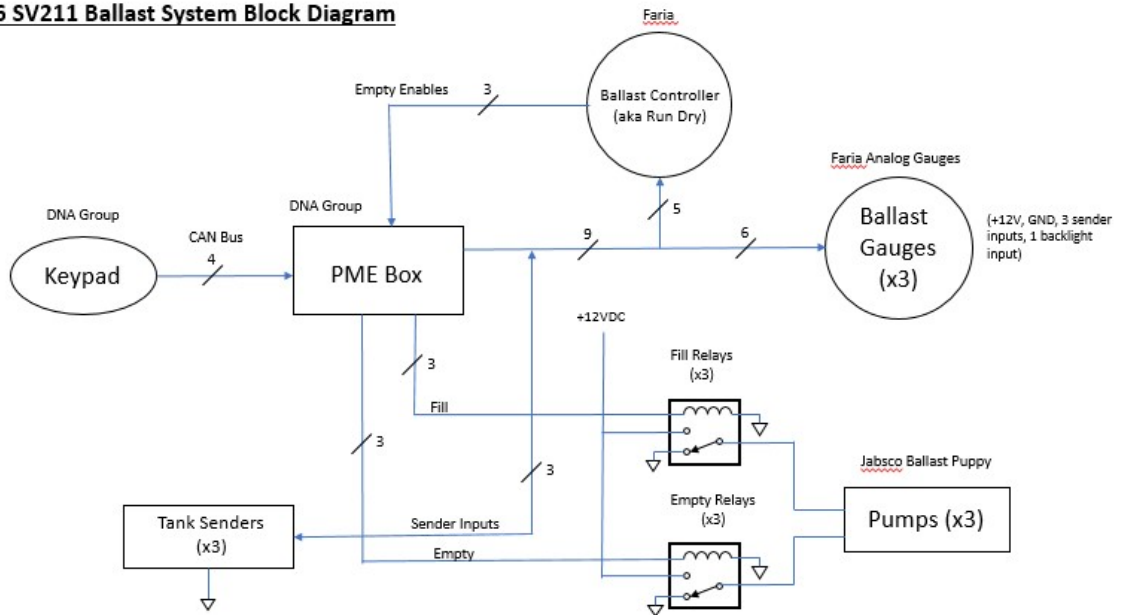 6 SV211 Ballast System Block Diagram
Faria
Ballast Controller
(aka Run Dry)
Empty Enables
3
5
Faria Analog Gauges
Ballast
Gauges
(x3)
(+12V, GND, 3 sender
inputs, 1 backlight
input)
DNA Group
Keypad
CAN Bus
4
DNA Group
PME Box
9
6
+12VDC
3
Fill
3
3
Fill Relays
(x3)
Jabsco Ballast Puppy
Pumps (x3)
Empty Relays
(x3)
Tank Senders
(x3)
Sender Inputs
Empty